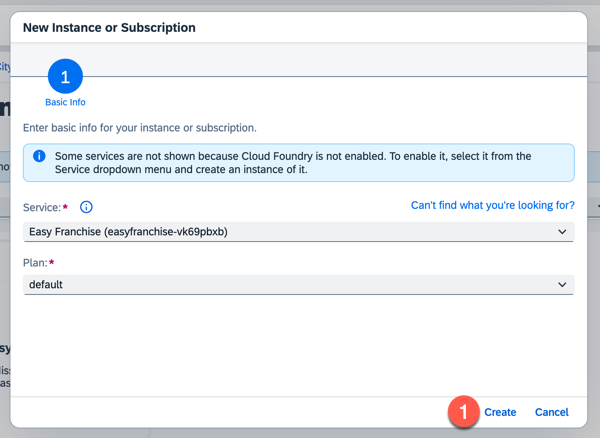 New Instance or Subscription
1
Basic Info
Enter basic info for your instance or subscription.
Some services are not shown because Cloud Foundry is not enabled. To enable it, select it from the
Service dropdown menu and create an instance of it.
Service:*
Can't find what you're looking for?
Easy Franchise (easyfranchise-vk69pbxb)
Plan:*
default
1 Create Cancel